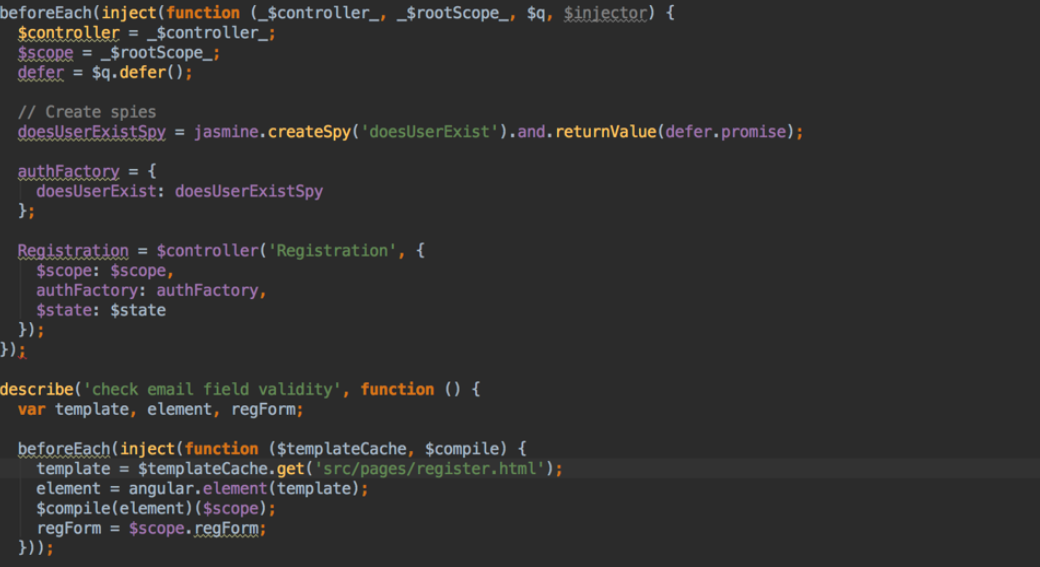 beforeEach(inject(function (_$controller_, _$rootScope_, $q, $injector) {
  $controller = _$controller_;
  $scope = _$rootScope_;
  defer = $q.defer();

  // Create spies
  doesUserExistSpy = jasmine.createSpy('doesUserExist').and.returnValue(defer.promise);

  authFactory = {
    doesUserExist: doesUserExistSpy
  };

  Registration = $controller('Registration', {
    $scope: $scope,
    authFactory: authFactory,
    $state: $state
  });
});

describe('check email field validity', function () {
  var template, element, regForm;

  beforeEach(inject(function ($templateCache, $compile) {
    template = $templateCache.get('src/pages/register.html');
    element = angular.element(template);
    $compile(element)($scope);
    regForm = $scope.regForm;
  }));